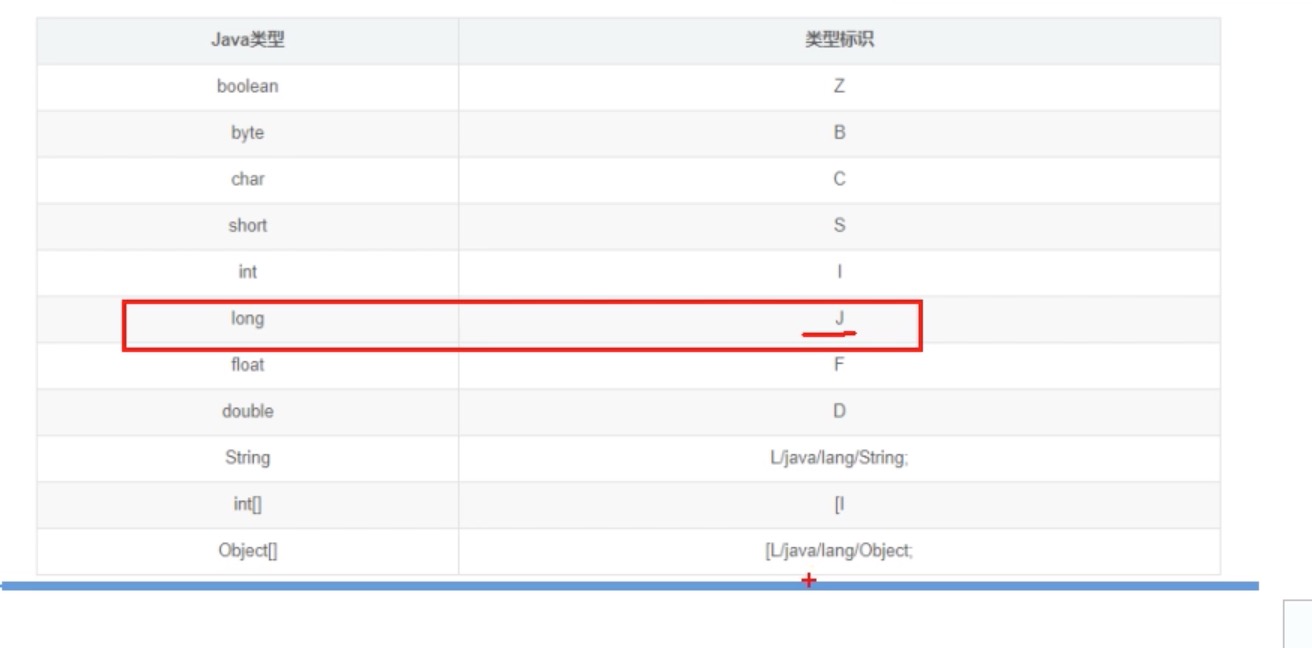 Java类型 类型标识
boolean Z
byte B
char C
short S
int I
long J
float F
double D
String L/java/lang/String;
int[] [I
Object[] [L/java/lang/Object;